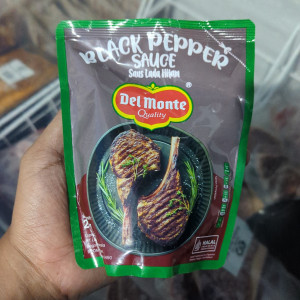 BLACK PEPPER
SAUCE
Saus Lada Hitam
Del Monte
Quality
HALAL